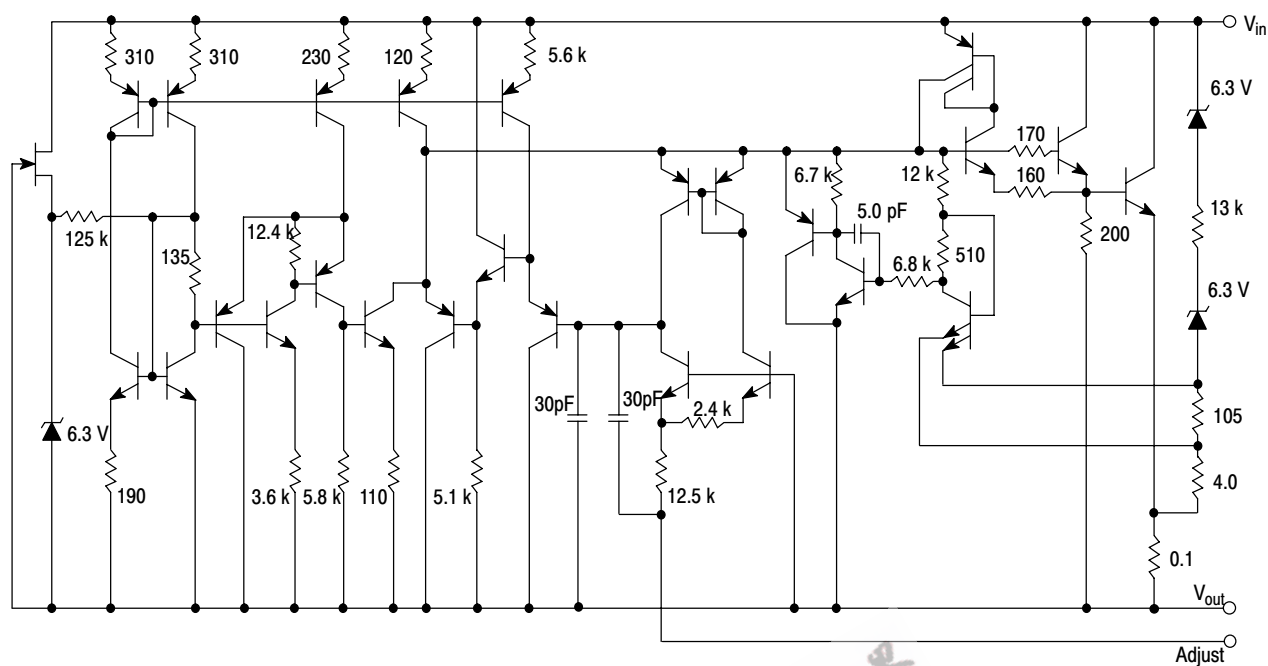 V_in
310
310
230
120
5.6 k
6.3 V
170
160
6.7 k
12 k
5.0 pF
13 k
125 k
12.4 k
200
135
6.8 k
510
6.3 V
30pF
30pF
2.4 k
105
6.3 V
190
3.6 k
5.8 k
110
5.1 k
12.5 k
4.0
0.1
V_out
Adjust